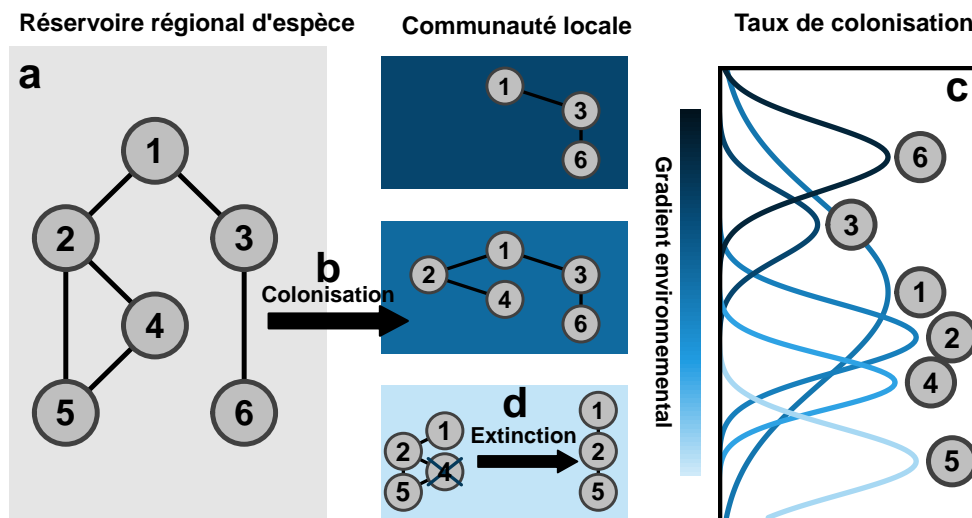 Réservoire régional d'espèce
Communauté locale
Taux de colonisation
a
1
2
3
4
5
6
b
Colonisation
1
3
6
1
2
3
4
6
d
Extinction
1
2
4
5
1
2
5
Gradient environnemental
c
6
3
1
2
4
5